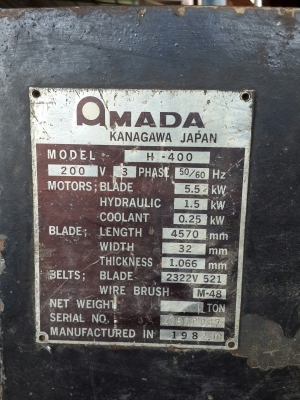 AMADA
KANAGAWA JAPAN
MODEL H-400
200 V 3 PHASE 50/60 Hz
MOTORS; BLADE 5.5 kW
HYDRAULIC 1.5 kW
COOLANT 0.25 kW
BLADE; LENGTH 4570 mm
WIDTH 32 mm
THICKNESS 1.066 mm
BELTS; BLADE 2322V 521
WIRE BRUSH M-48
NET WEIGHT TON
SERIAL NO.
MANUFACTURED IN